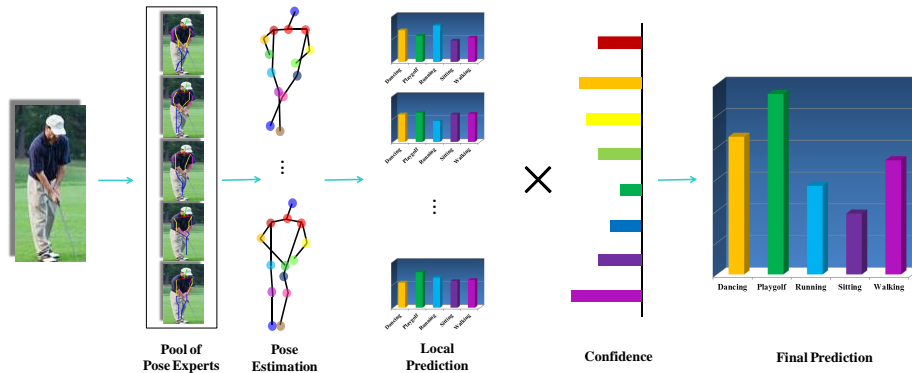 Dancing
Playgolf
Running
Sitting
Walking
Dancing
Playgolf
Running
Sitting
Walking
Dancing
Playgolf
Running
Sitting
Walking
Dancing
Playgolf
Running
Sitting
Walking
Pool of
Pose Experts
Pose
Estimation
Local
Prediction
Confidence
Final Prediction